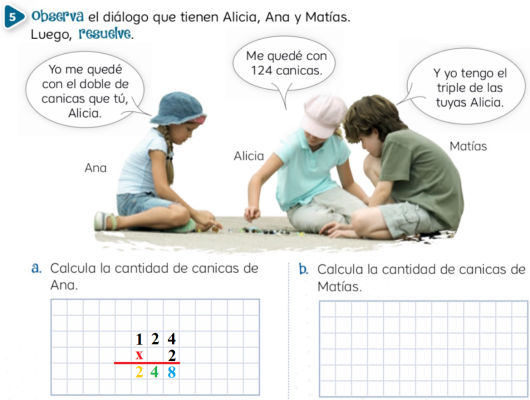 5 Observa el diálogo que tienen Alicia, Ana y Matías.
Luego, resuelve.
Yo me quedé
con el doble de
canicas que tú,
Alicia.
Me quedé con
124 canicas.
Y yo tengo el
triple de las
tuyas Alicia.
Ana
Alicia
Matías
a. Calcula la cantidad de canicas de
Ana.
1 2 4
x 2
2 4 8
b. Calcula la cantidad de canicas de
Matías.